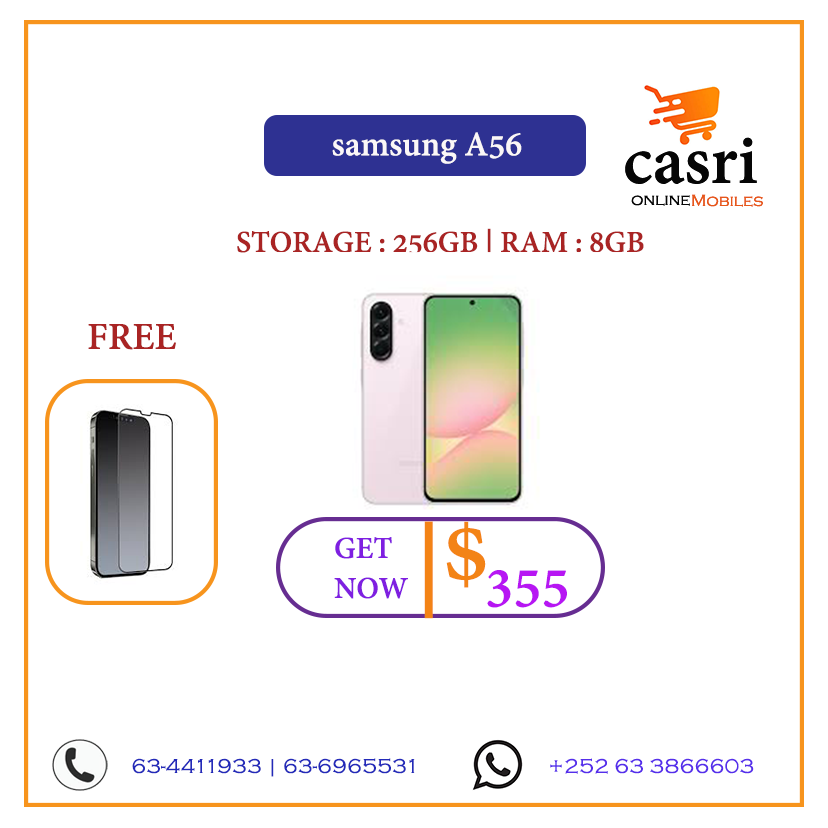 samsung A56
casri
ONLINEMOBILES
STORAGE : 256GB | RAM : 8GB
FREE
GET
NOW
$355
63-4411933 | 63-6965531
+252 63 3866603